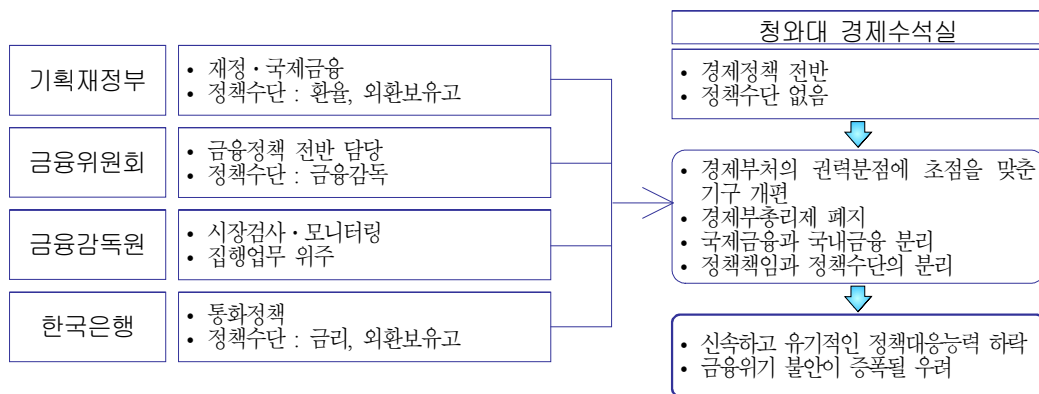 기획재정부
• 재정·국제금융
• 정책수단 : 환율, 외환보유고
금융위원회
• 금융정책 전반 담당
• 정책수단 : 금융감독
금융감독원
• 시장검사·모니터링
• 집행업무 위주
한국은행
• 통화정책
• 정책수단 : 금리, 외환보유고
청와대 경제수석실
• 경제정책 전반
• 정책수단 없음
• 경제부처의 권력분점에 초점을 맞춘
기구 개편
• 경제부총리제 폐지
• 국제금융과 국내금융 분리
• 정책책임과 정책수단의 분리
• 신속하고 유기적인 정책대응능력 하락
• 금융위기 불안이 증폭될 우려